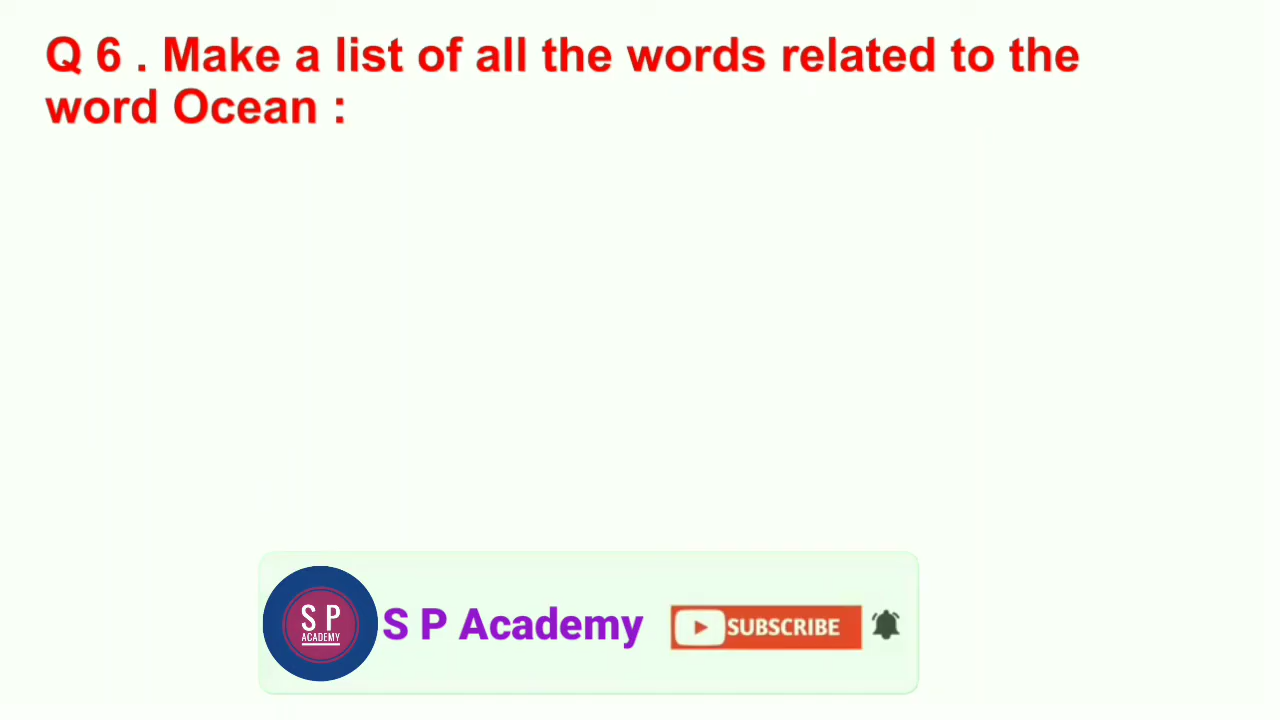 Q 6 . Make a list of all the words related to the
word Ocean :
S P
ACADEMY
S P Academy
SUBSCRIBE